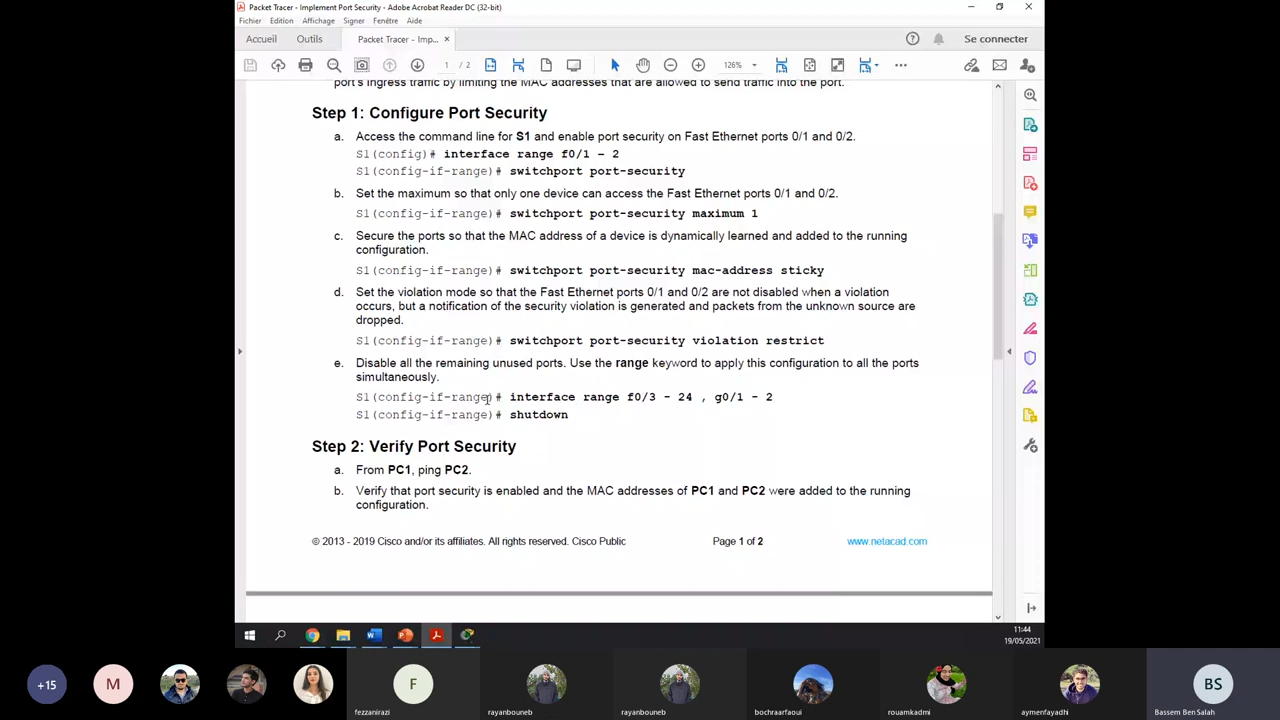 Packet Tracer - Implement Port Security - Adobe Acrobat Reader DC (32-bit)
Fichier Edition Affichage Signer Fenêtre Aide
Accueil Outils Packet Tracer - Imp... × Se connecter
1 / 2 126%
port's ingress traffic by limiting the MAC addresses that are allowed to send traffic into the port.
Step 1: Configure Port Security
a. Access the command line for S1 and enable port security on Fast Ethernet ports 0/1 and 0/2.
S1(config)# interface range f0/1 - 2
S1(config-if-range)# switchport port-security
b. Set the maximum so that only one device can access the Fast Ethernet ports 0/1 and 0/2.
S1(config-if-range)# switchport port-security maximum 1
c. Secure the ports so that the MAC address of a device is dynamically learned and added to the running
configuration.
S1(config-if-range)# switchport port-security mac-address sticky
d. Set the violation mode so that the Fast Ethernet ports 0/1 and 0/2 are not disabled when a violation
occurs, but a notification of the security violation is generated and packets from the unknown source are
dropped.
S1(config-if-range)# switchport port-security violation restrict
e. Disable all the remaining unused ports. Use the range keyword to apply this configuration to all the ports
simultaneously.
S1(config-if-range)# interface range f0/3 - 24 , g0/1 - 2
S1(config-if-range)# shutdown
Step 2: Verify Port Security
a. From PC1, ping PC2.
b. Verify that port security is enabled and the MAC addresses of PC1 and PC2 were added to the running
configuration.
© 2013 - 2019 Cisco and/or its affiliates. All rights reserved. Cisco Public Page 1 of 2 www.netacad.com
11:44
19/05/2021
+15 M F BS
fezzanirazi rayanbouneb rayanbouneb bochraarfaoui rouamkadmi aymenfayadhi Bassem Ben Salah